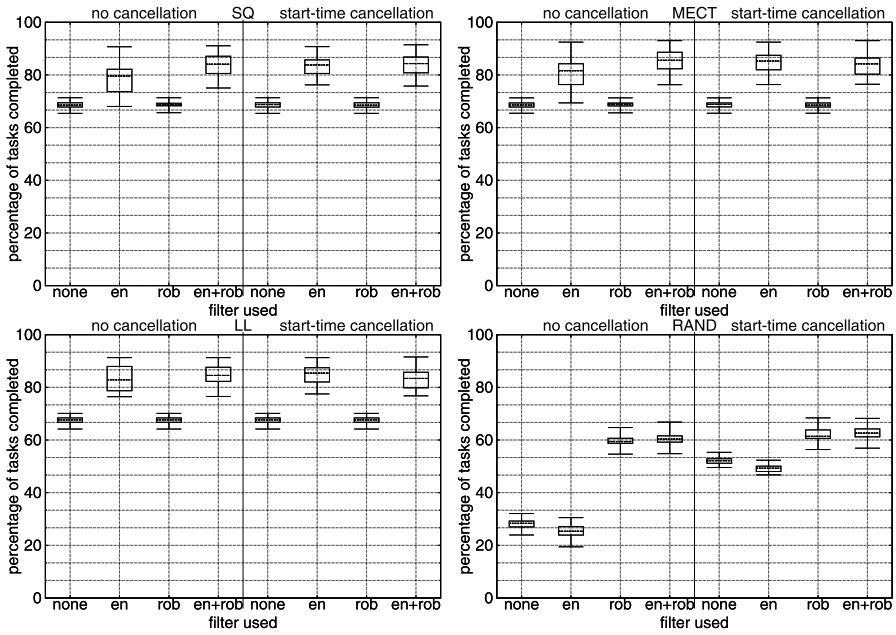 no cancellation SQ start-time cancellation
percentage of tasks completed
100
80
60
40
20
0
none en rob en+rob none en rob en+rob
filter used
no cancellation MECT start-time cancellation
percentage of tasks completed
100
80
60
40
20
0
none en rob en+rob none en rob en+rob
filter used
no cancellation LL start-time cancellation
percentage of tasks completed
100
80
60
40
20
0
none en rob en+rob none en rob en+rob
filter used
no cancellation RAND start-time cancellation
percentage of tasks completed
100
80
60
40
20
0
none en rob en+rob none en rob en+rob
filter used